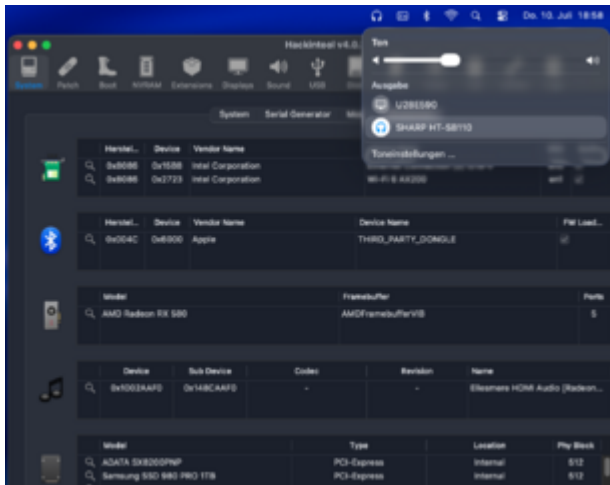 Do. 10. Juli 18:58
Hackintool v4.0.
Ton
System Patch Boot NVRAM Extensions Displays Sound USB
Ausgabe
U28E590
System Serial Generator
SHARP HT-SB110
Toneinstellungen ...
Herstel... Device Vendor Name
0x8086 0x15B8 Intel Corporation
0x8086 0x2723 Intel Corporation Wi-Fi 6 AX200
Herstel... Device Vendor Name Device Name FW Load...
0x004C 0x6000 Apple THIRD_PARTY_DONGLE
Model Framebuffer Ports
AMD Radeon RX 580 AMDFramebufferVIB 5
Device Sub Device Codec Revision Name
0x1002AAF0 0x148CAAF0 - - Ellesmere HDMI Audio [Radeon...
Model Type Location Phy Block
ADATA SX8200PNP PCI-Express Internal 512
Samsung SSD 980 PRO 1TB PCI-Express Internal 512